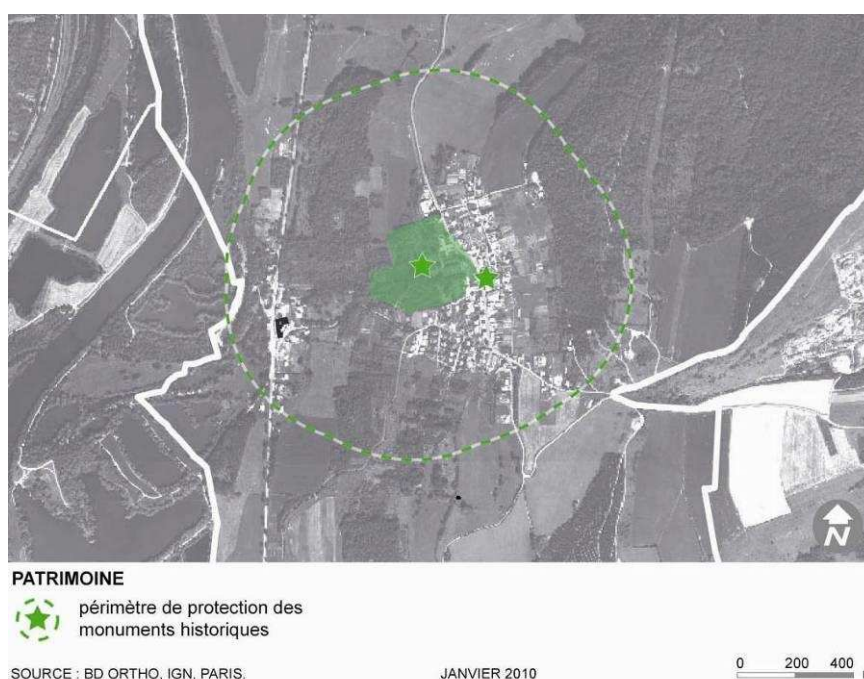 N
PATRIMOINE
périmètre de protection des
monuments historiques
SOURCE : BD ORTHO, IGN, PARIS.
JANVIER 2010
0 200 400